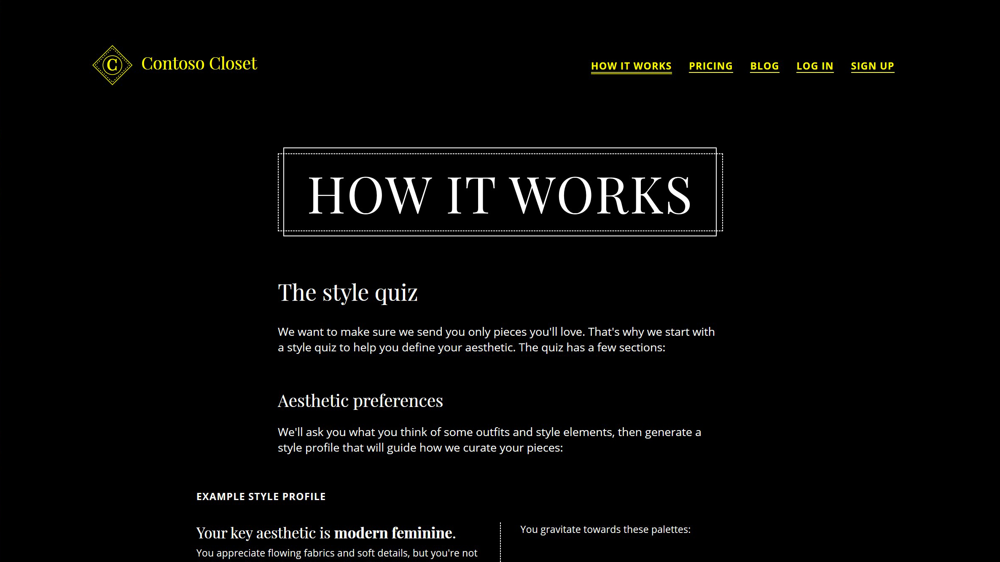 C
Contoso Closet
HOW IT WORKS
PRICING
BLOG
LOG IN
SIGN UP
HOW IT WORKS
The style quiz
We want to make sure we send you only pieces you'll love. That's why we start with
a style quiz to help you define your aesthetic. The quiz has a few sections:
Aesthetic preferences
We'll ask you what you think of some outfits and style elements, then generate a
style profile that will guide how we curate your pieces:
EXAMPLE STYLE PROFILE
Your key aesthetic is modern feminine.
You appreciate flowing fabrics and soft details, but you're not
You gravitate towards these palettes: